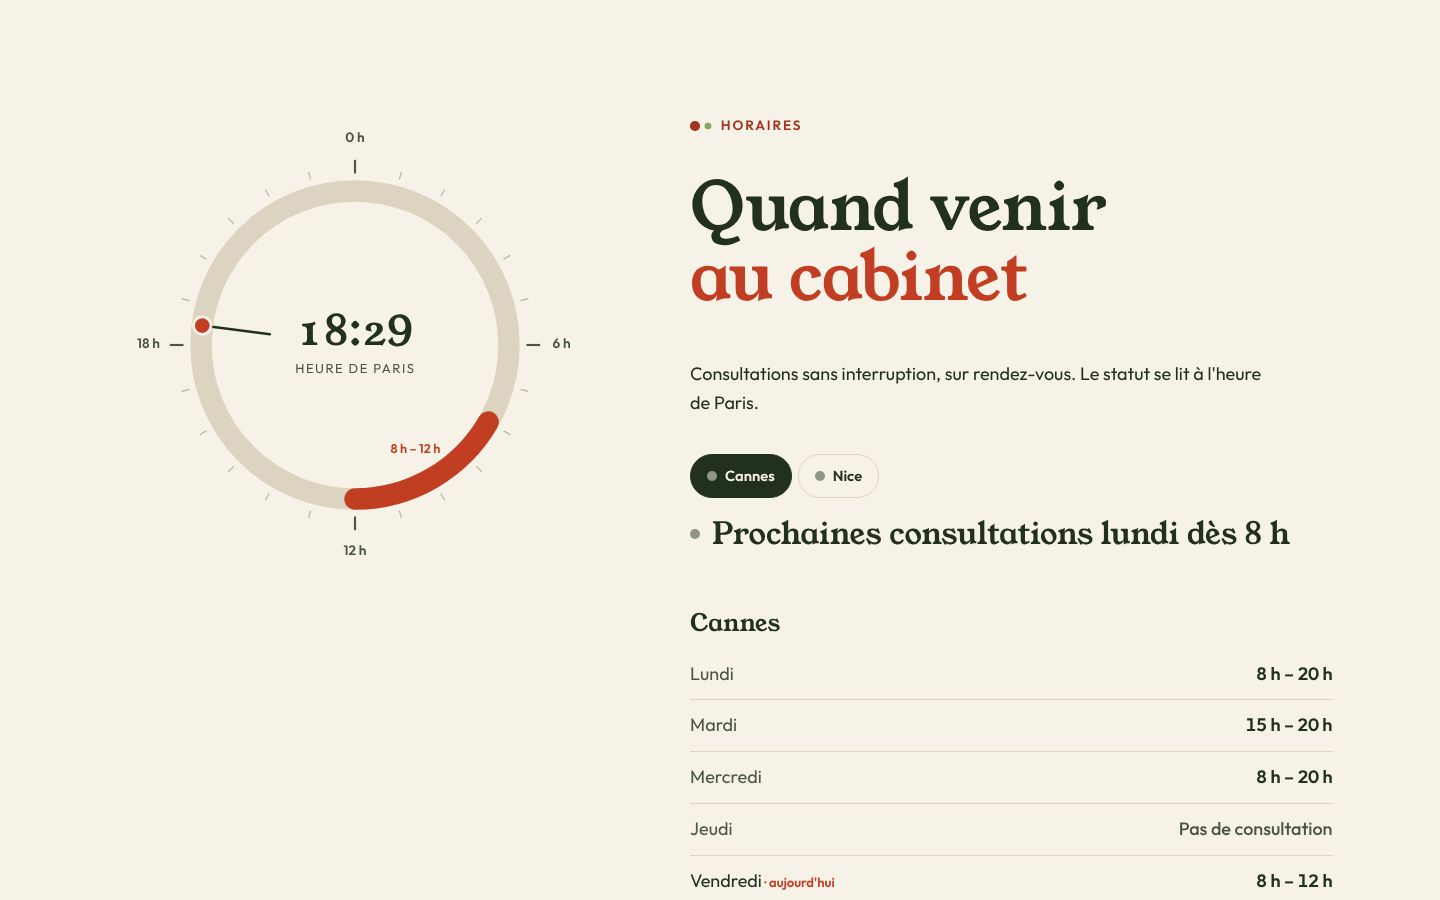 0 h
18 h
18:29
HEURE DE PARIS
6 h
8 h – 12 h
12 h
HORAIRES
Quand venir
au cabinet
Consultations sans interruption, sur rendez-vous. Le statut se lit à l'heure
de Paris.
Cannes
Nice
Prochaines consultations lundi dès 8 h
Cannes
Lundi 8 h – 20 h
Mardi 15 h – 20 h
Mercredi 8 h – 20 h
Jeudi Pas de consultation
Vendredi · aujourd'hui 8 h – 12 h